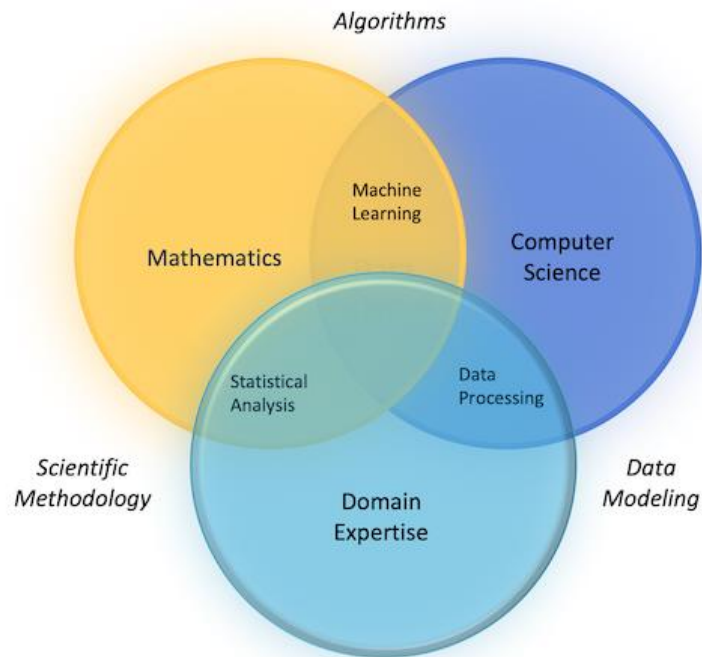 Algorithms
Machine
Learning
Mathematics
Computer
Science
Statistical
Analysis
Data
Processing
Scientific
Methodology
Domain
Expertise
Data
Modeling